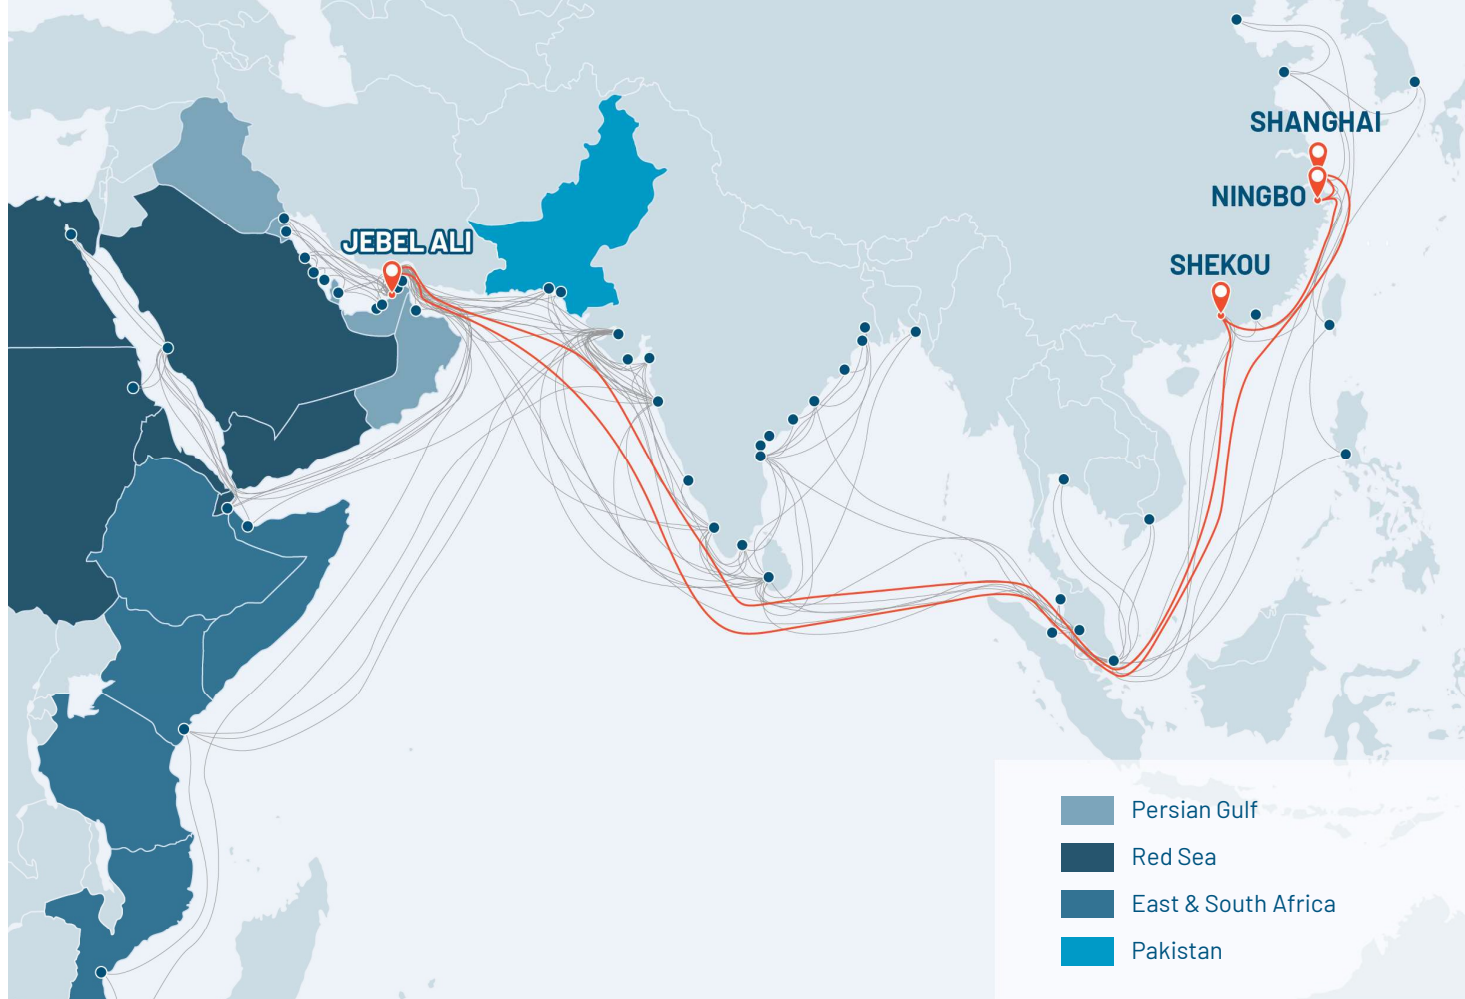 SHANGHAI
NINGBO
JEBEL ALI
SHEKOU
Persian Gulf
Red Sea
East & South Africa
Pakistan